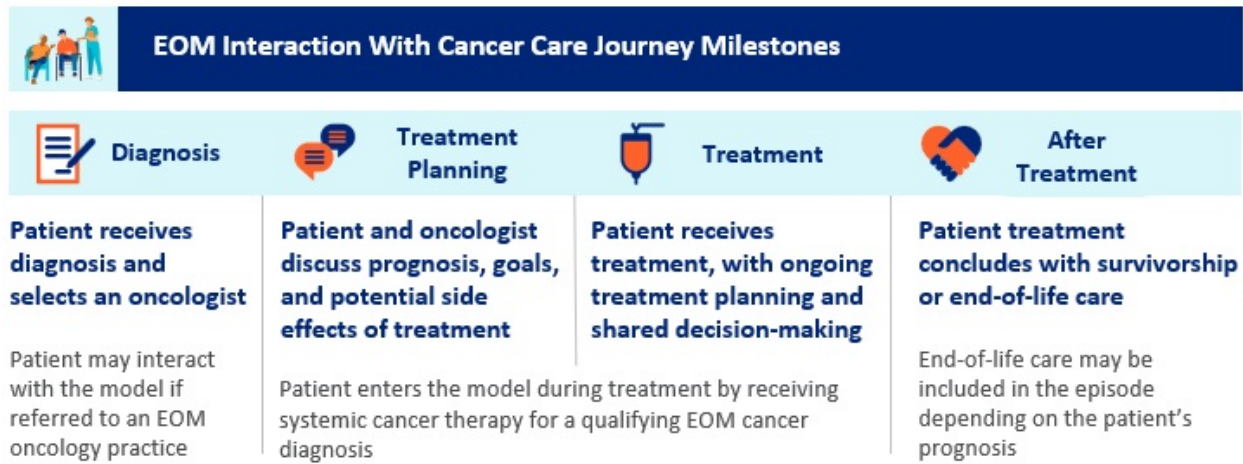 EOM Interaction With Cancer Care Journey Milestones
Diagnosis
Treatment
Planning
Treatment
After
Treatment
Patient receives
diagnosis and
selects an oncologist
Patient may interact
with the model if
referred to an EOM
oncology practice
Patient and oncologist
discuss prognosis, goals,
and potential side
effects of treatment
Patient receives
treatment, with ongoing
treatment planning and
shared decision-making
Patient enters the model during treatment by receiving
systemic cancer therapy for a qualifying EOM cancer
diagnosis
Patient treatment
concludes with survivorship
or end-of-life care
End-of-life care may be
included in the episode
depending on the patient's
prognosis